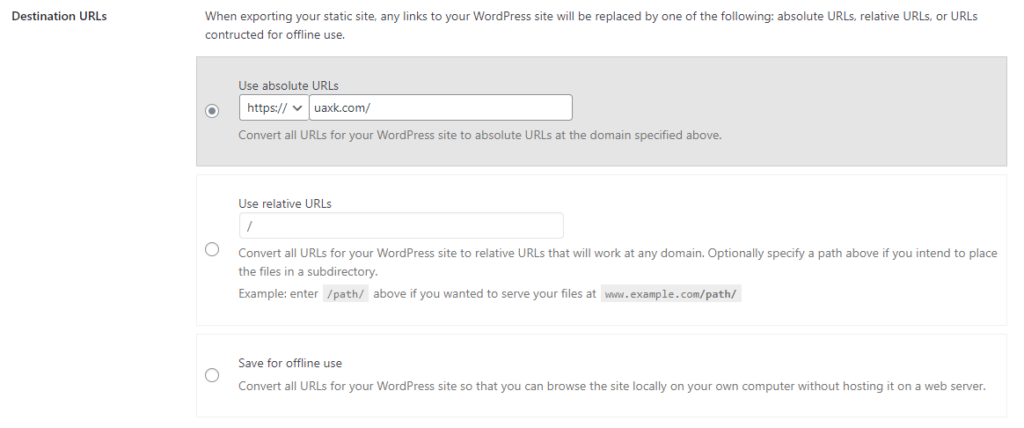 Destination URLs
When exporting your static site, any links to your WordPress site will be replaced by one of the following: absolute URLs, relative URLs, or URLs
contructed for offline use.
Use absolute URLs
https:// uaxk.com/
Convert all URLs for your WordPress site to absolute URLs at the domain specified above.
Use relative URLs
/
Convert all URLs for your WordPress site to relative URLs that will work at any domain. Optionally specify a path above if you intend to place
the files in a subdirectory.
Example: enter /path/ above if you wanted to serve your files at www.example.com/path/
Save for offline use
Convert all URLs for your WordPress site so that you can browse the site locally on your own computer without hosting it on a web server.